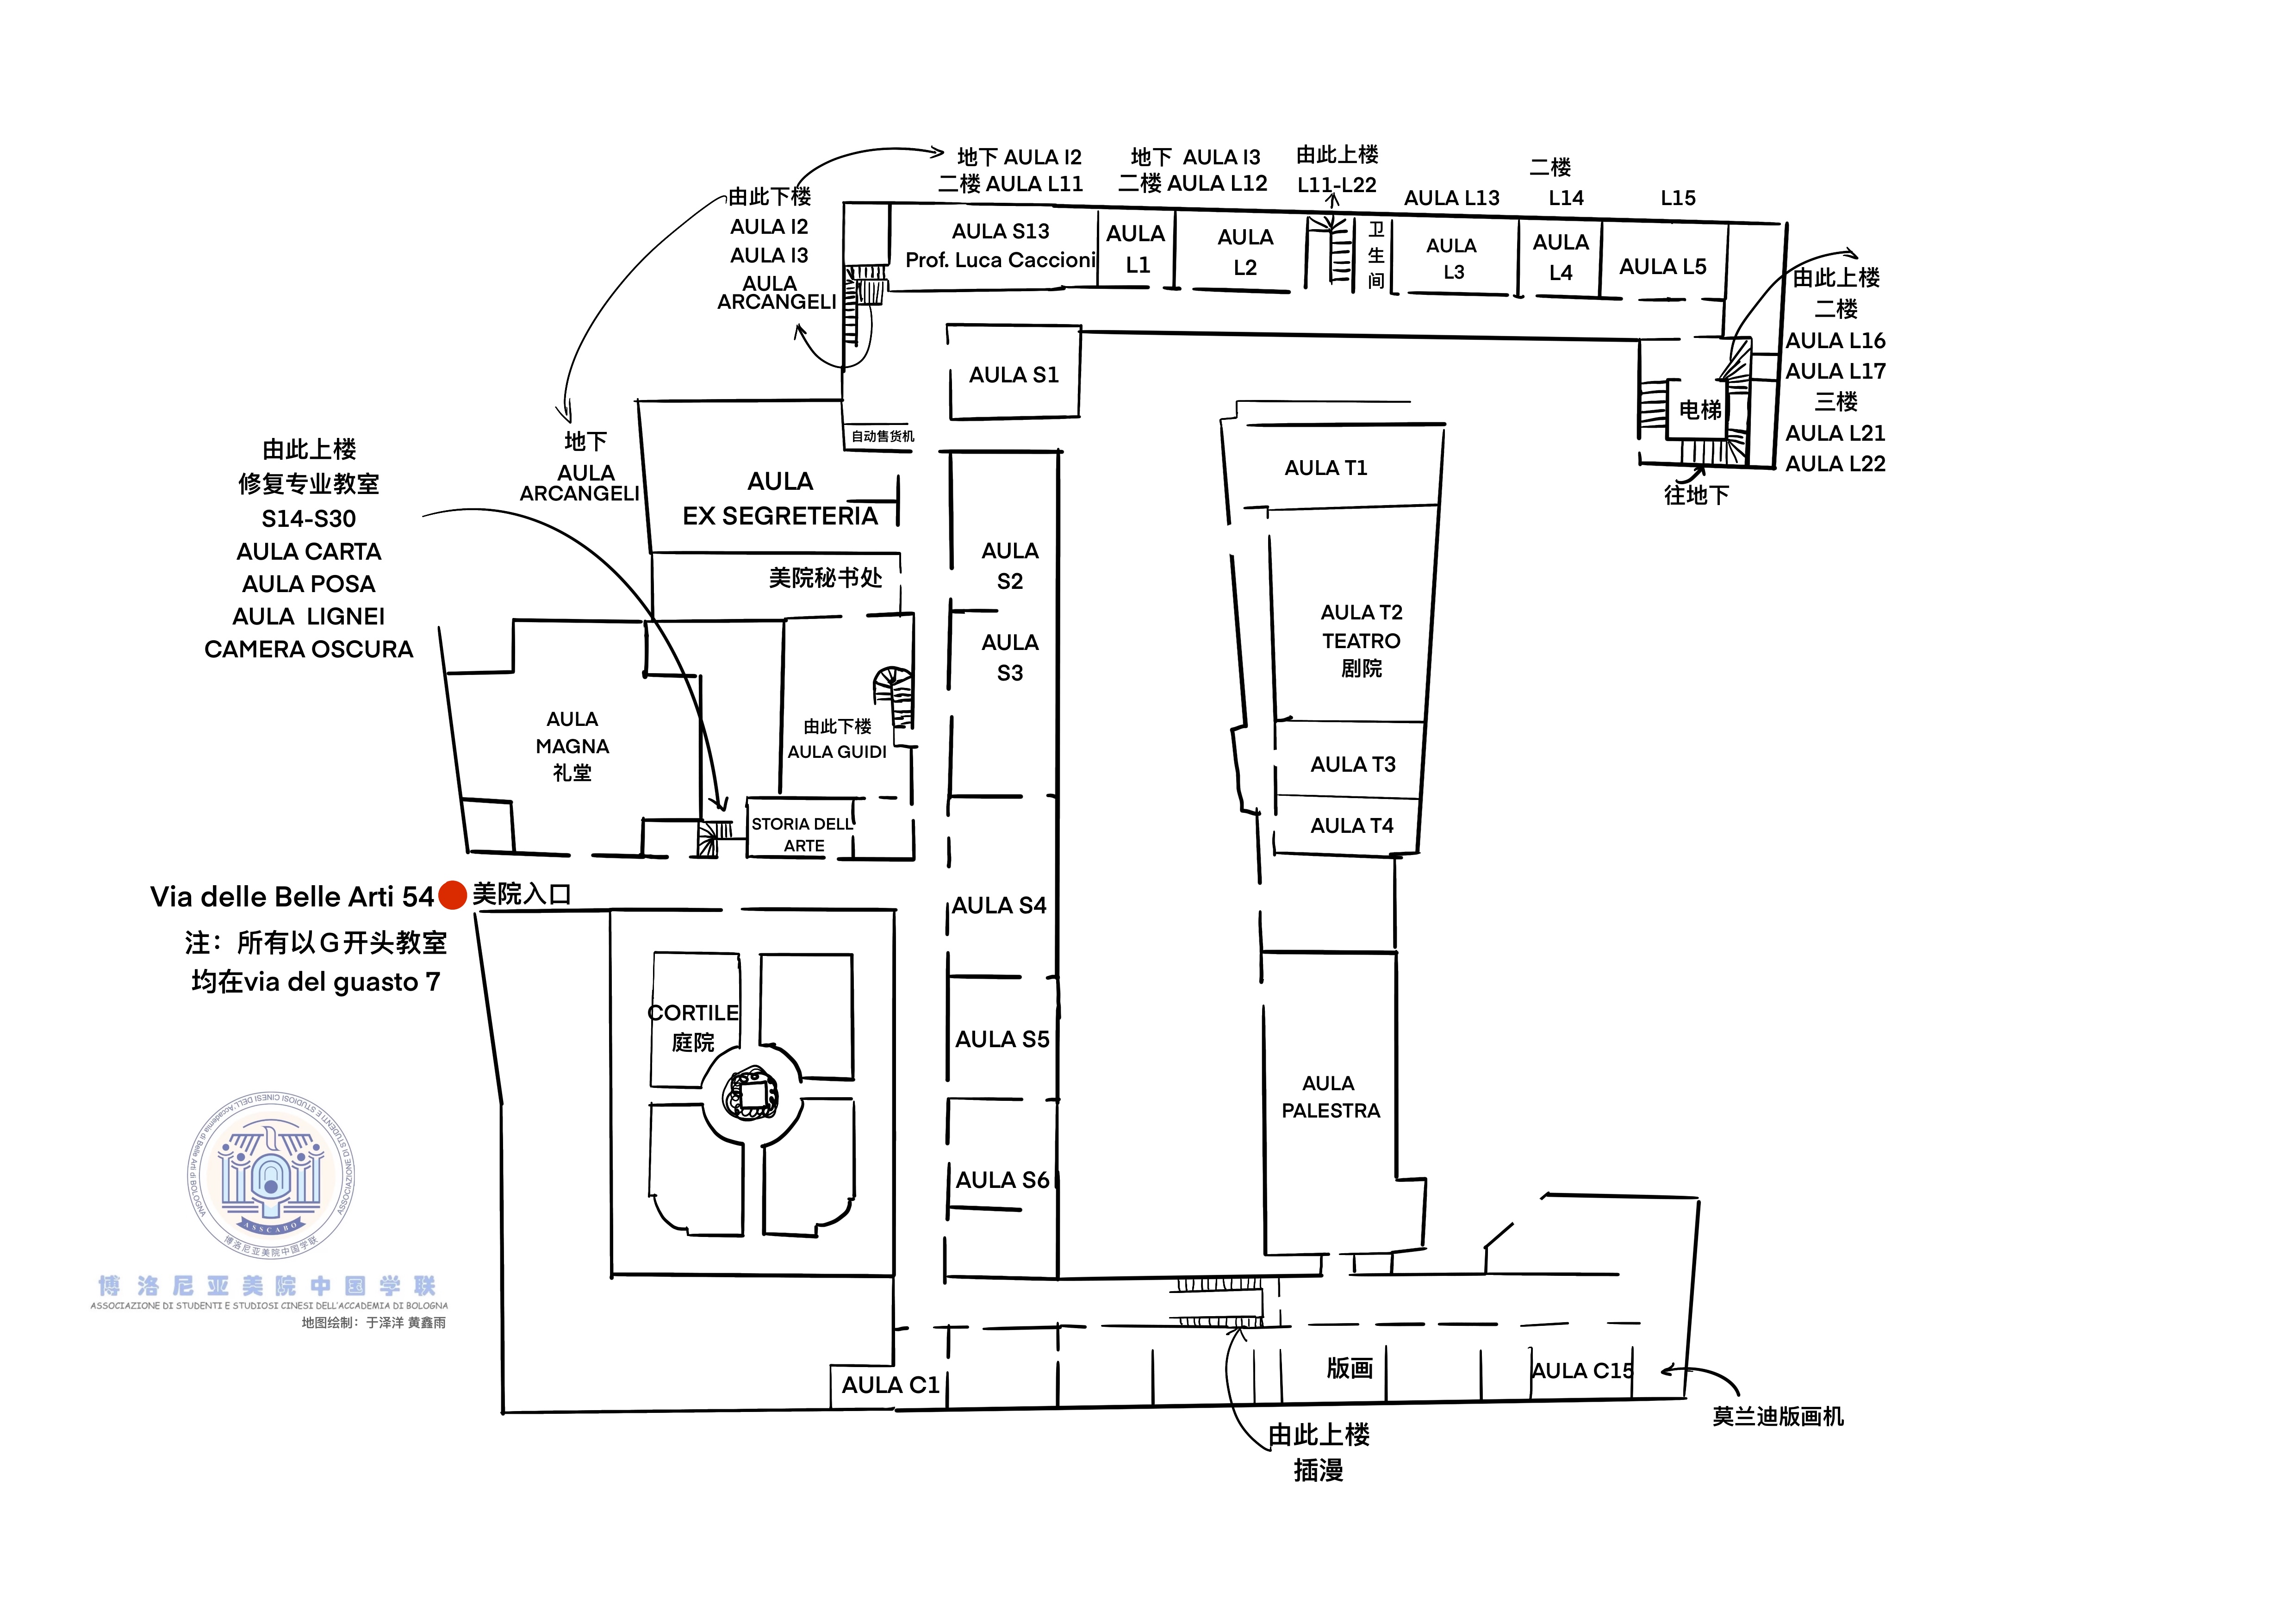 地下 AULA I2
二楼 AULA L11
地下 AULA I3
二楼 AULA L12
由此上楼
L11-L22
AULA L13
二楼
L14
L15
由此下楼
AULA I2
AULA I3
AULA
ARCANGELI
AULA S13
Prof. Luca Caccioni
AULA
L1
AULA
L2
卫
生
间
AULA
L3
AULA
L4
AULA L5
由此上楼
二楼
AULA L16
AULA L17
三楼
AULA L21
AULA L22
电梯
往地下
AULA S1
自动售货机
地下
AULA
ARCANGELI
由此上楼
修复专业教室
S14-S30
AULA CARTA
AULA POSA
AULA LIGNEI
CAMERA OSCURA
AULA
EX SEGRETERIA
美院秘书处
AULA
S2
AULA
S3
AULA T1
AULA T2
TEATRO
剧院
AULA T3
AULA T4
AULA
MAGNA
礼堂
由此下楼
AULA GUIDI
STORIA DELL
ARTE
Via delle Belle Arti 54
美院入口
注：所有以G开头教室
均在via del guasto 7
AULA S4
AULA S5
AULA S6
CORTILE
庭院
AULA
PALESTRA
AULA C1
版画
AULA C15
莫兰迪版画机
由此上楼
插漫
ASSOCIAZIONE DI STUDENTI E STUDIOSI CINESI DELL'Accademia di Belle Arti di BOLOGNA
ASSCABO
博洛尼亚美院中国学联
博洛尼亚美院中国学联
ASSOCIAZIONE DI STUDENTI E STUDIOSI CINESI DELL'ACCADEMIA DI BOLOGNA
地图绘制：于泽洋 黄鑫雨